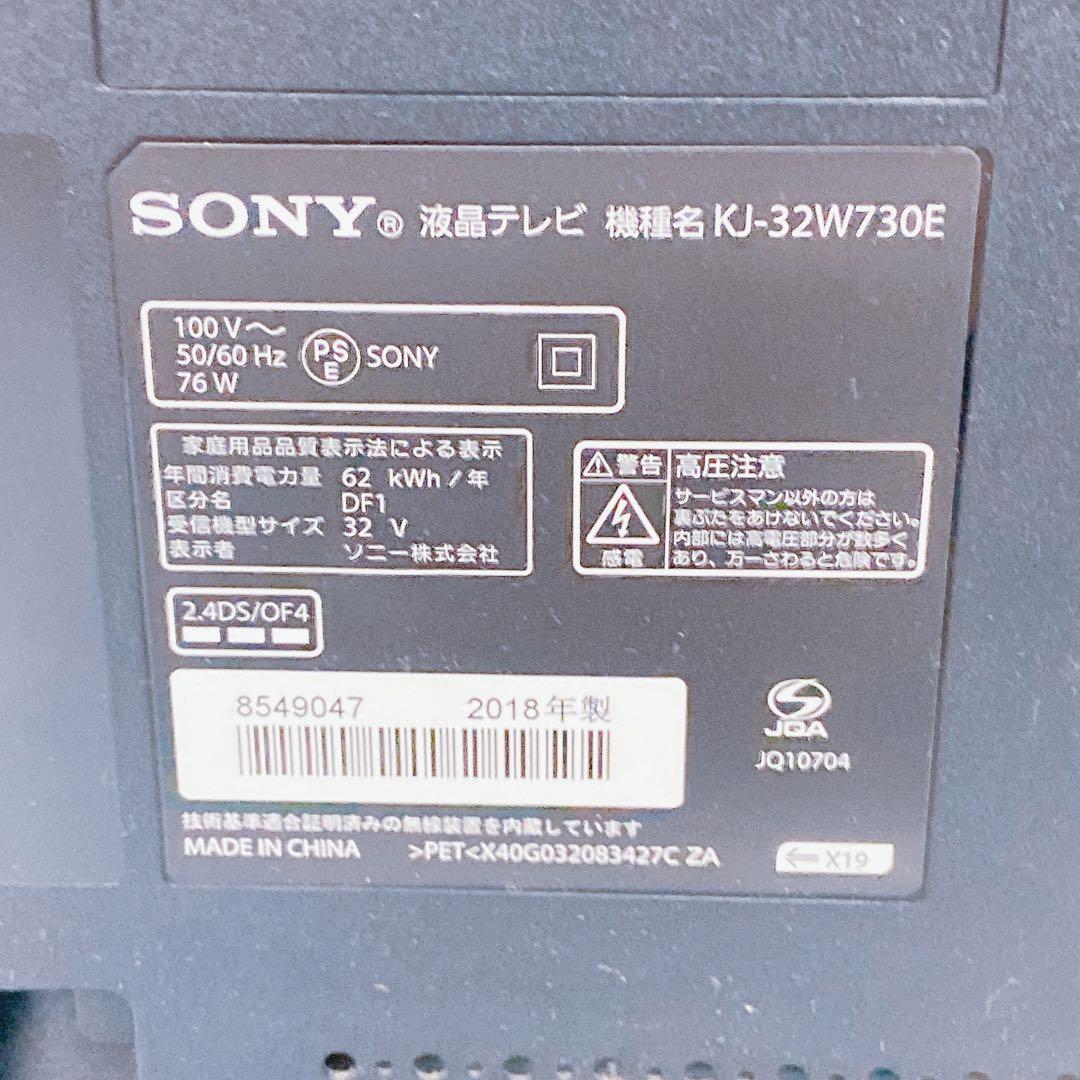 SONY® 液晶テレビ 機種名 KJ-32W730E
100 V～
50/60 Hz
76 W
PS
E
SONY
家庭用品品質表示法による表示
年間消費電力量 62 kWh / 年
区分名 DF1
受信機型サイズ 32 V
表示者 ソニー株式会社
⚠警告 高圧注意
感電
サービスマン以外の方は
裏ぶたをあけないでください。
内部には高電圧部分が数多く
あり、万一さわると危険です。
2.4DS/OF4
8549047 2018年製
JQA
JQ10704
技術基準適合証明済みの無線装置を内蔵しています
MADE IN CHINA >PET<X40G032083427C ZA
← X19